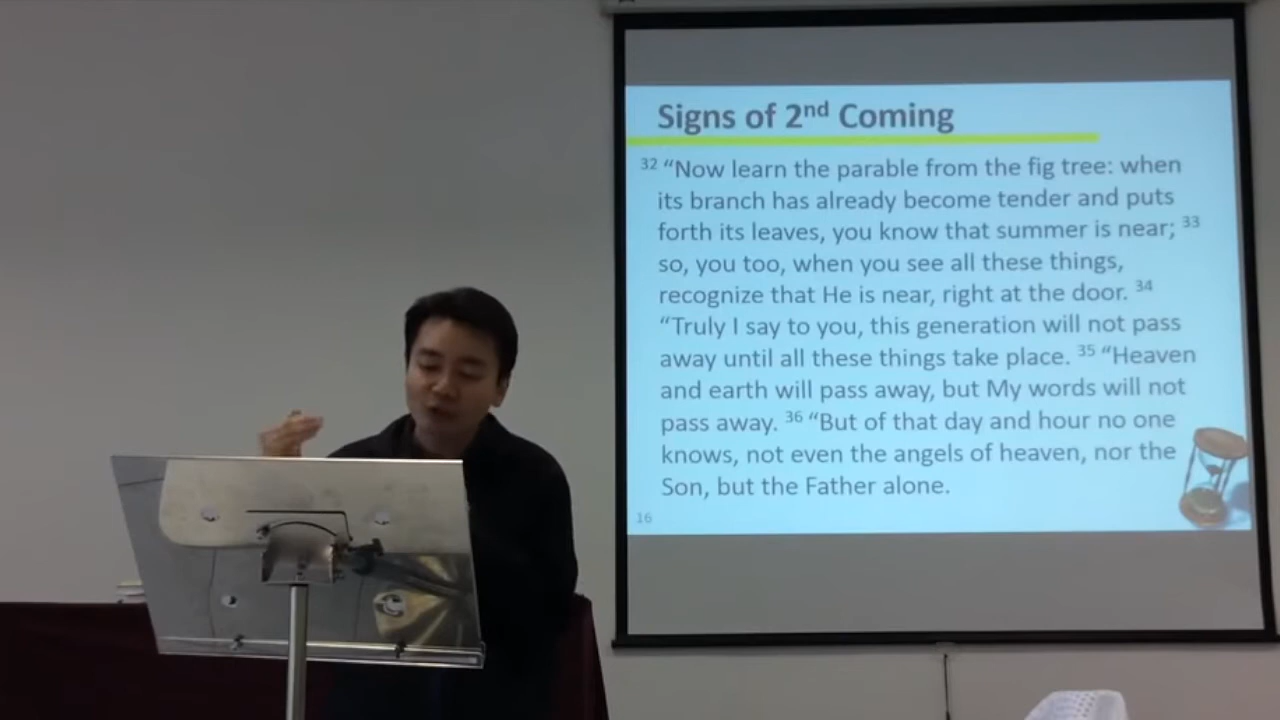 Signs of 2nd Coming
32 “Now learn the parable from the fig tree: when
its branch has already become tender and puts
forth its leaves, you know that summer is near; 33
so, you too, when you see all these things,
recognize that He is near, right at the door. 34
“Truly I say to you, this generation will not pass
away until all these things take place. 35 “Heaven
and earth will pass away, but My words will not
pass away. 36 “But of that day and hour no one
knows, not even the angels of heaven, nor the
Son, but the Father alone.
16